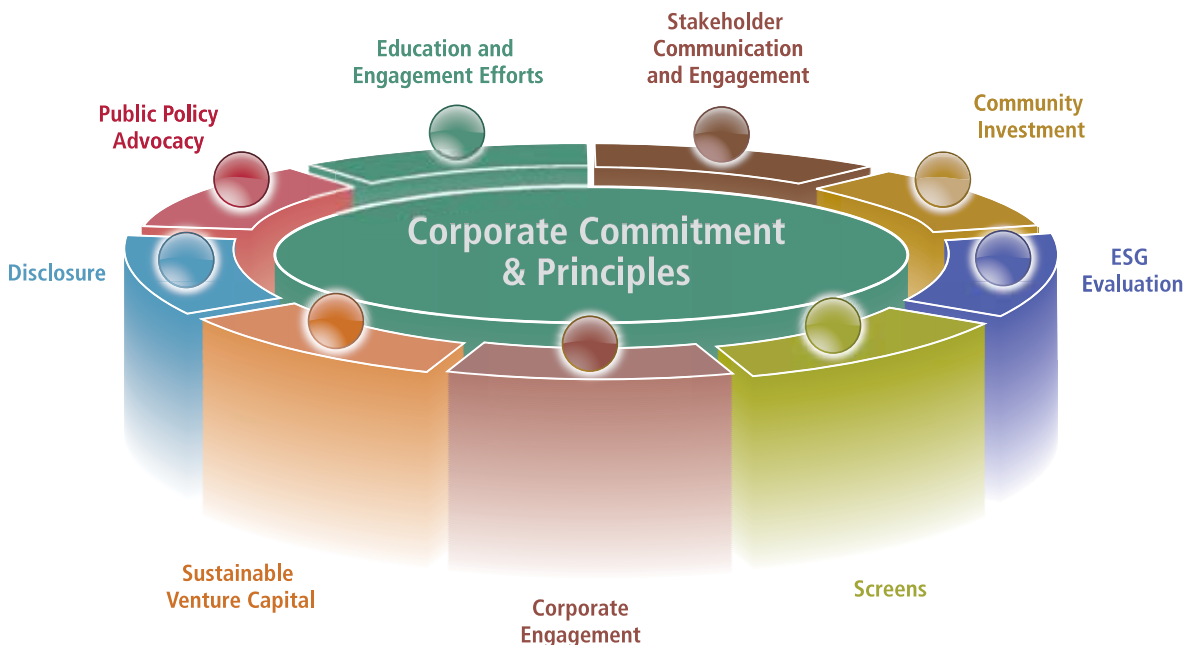 Stakeholder
Communication
and Engagement
Education and
Engagement Efforts
Community
Investment
Public Policy
Advocacy
Corporate Commitment
& Principles
ESG
Evaluation
Disclosure
Sustainable
Venture Capital
Screens
Corporate
Engagement